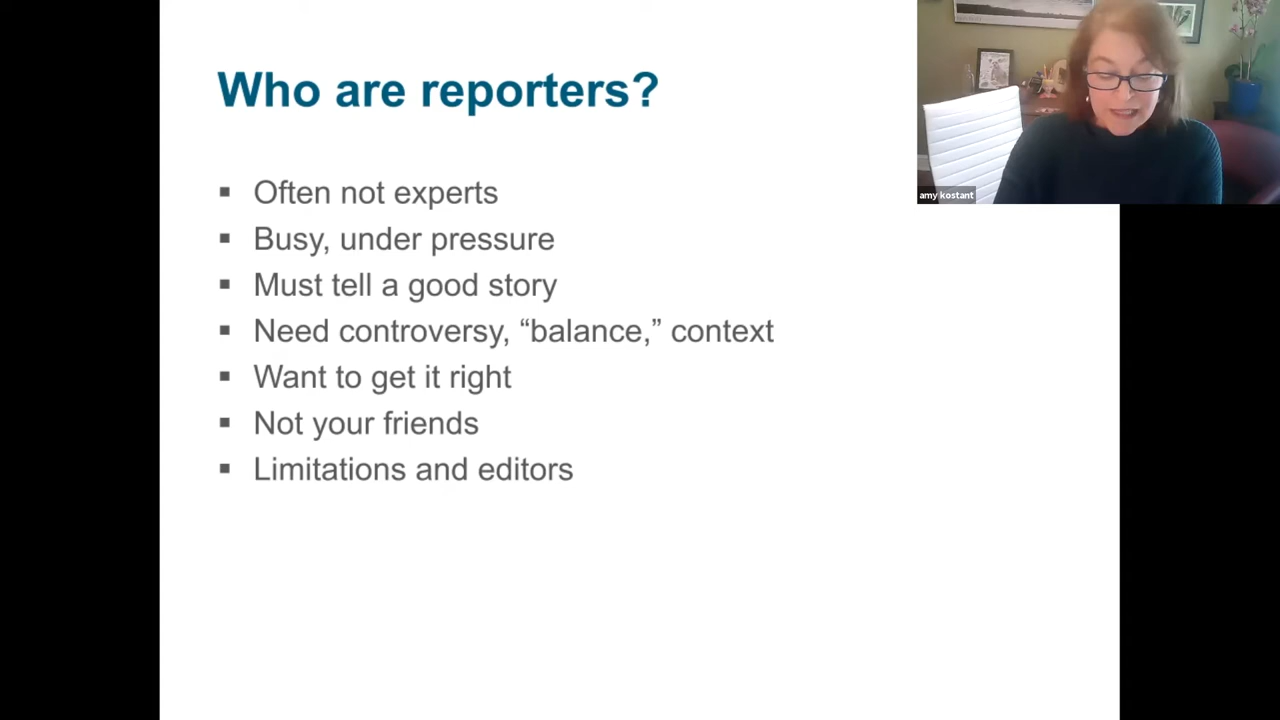 Who are reporters?
▪ Often not experts
▪ Busy, under pressure
▪ Must tell a good story
▪ Need controversy, “balance,” context
▪ Want to get it right
▪ Not your friends
▪ Limitations and editors
amy kostant